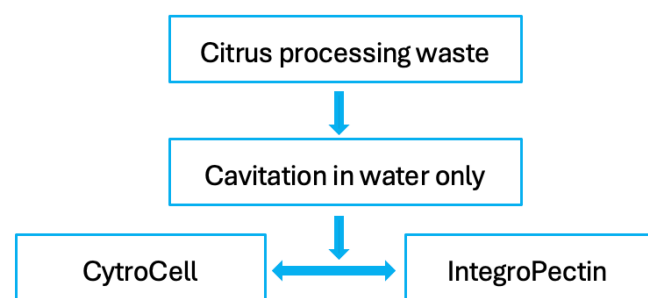 Citrus processing waste
Cavitation in water only
CytroCell
IntegroPectin